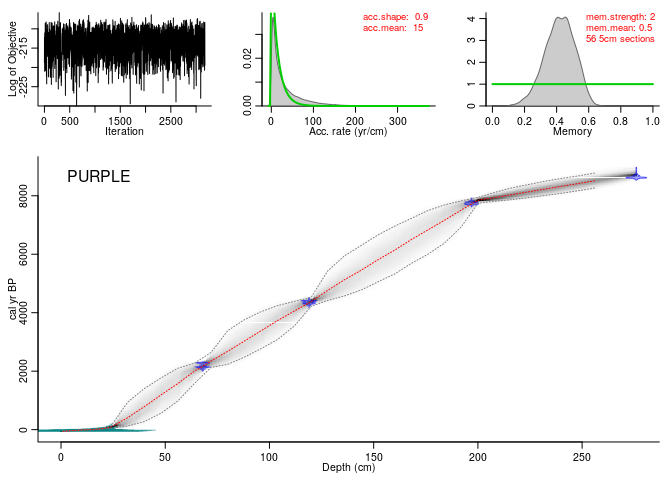 Log of Objective
-2225
-215
0
500
1500
2500
Iteration
acc.shape: 0.9
acc.mean: 15
0.00
0.02
0
100
200
300
Acc. rate (yr/cm)
mem.strength: 2
mem.mean: 0.5
56 5cm sections
0
1
2
3
4
0.0
0.2
0.4
0.6
0.8
1.0
Memory
PURPLE
cal yr BP
0
2000
4000
6000
8000
0
50
100
150
200
250
Depth (cm)